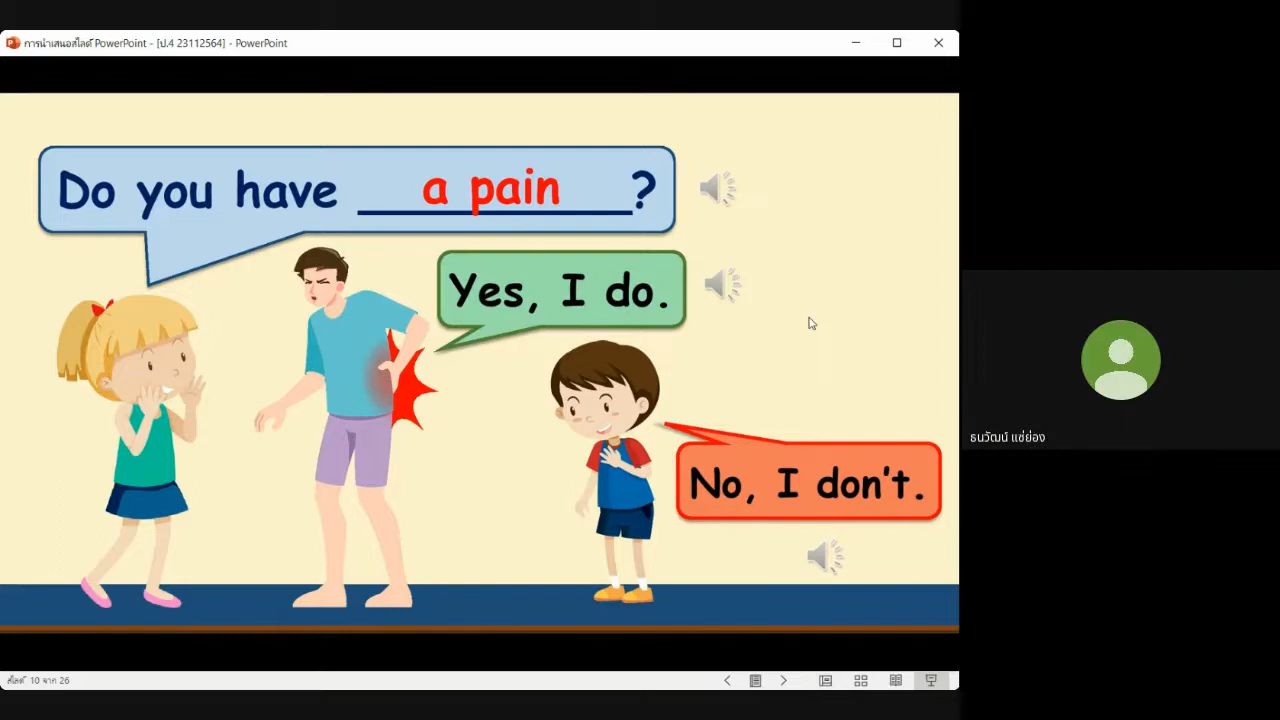 การนำเสนอสไลด์ PowerPoint - [ป.4 23112564] - PowerPoint
Do you have a pain?
Yes, I do.
No, I don't.
ธนวัฒน์ แซ่ย่อง
สไลด์ 10 จาก 26